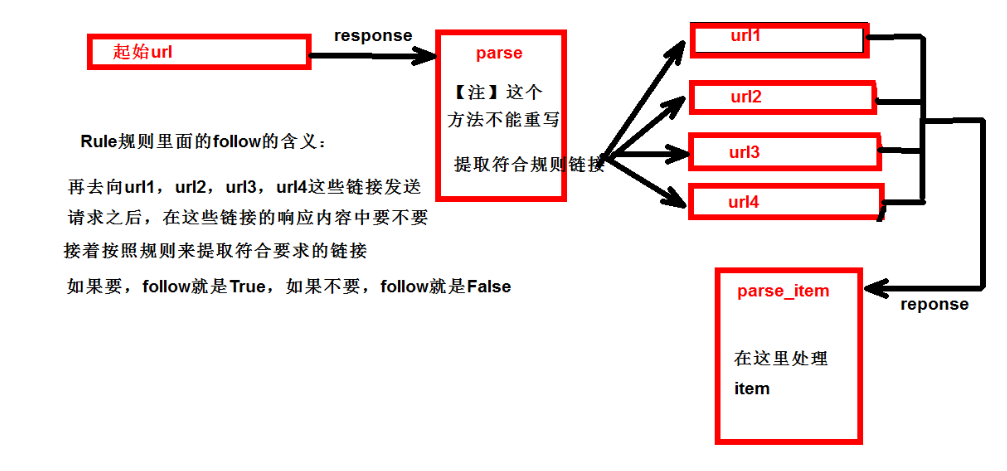 起始url
response
parse
【注】这个
方法不能重写
提取符合规则链接
url1
url2
url3
url4
Rule规则里面的follow的含义：
再去向url1，url2，url3，url4这些链接发送
请求之后，在这些链接的响应内容中要不要
接着按照规则来提取符合要求的链接
如果要，follow就是True，如果不要，follow就是False
reponse
parse_item
在这里处理
item